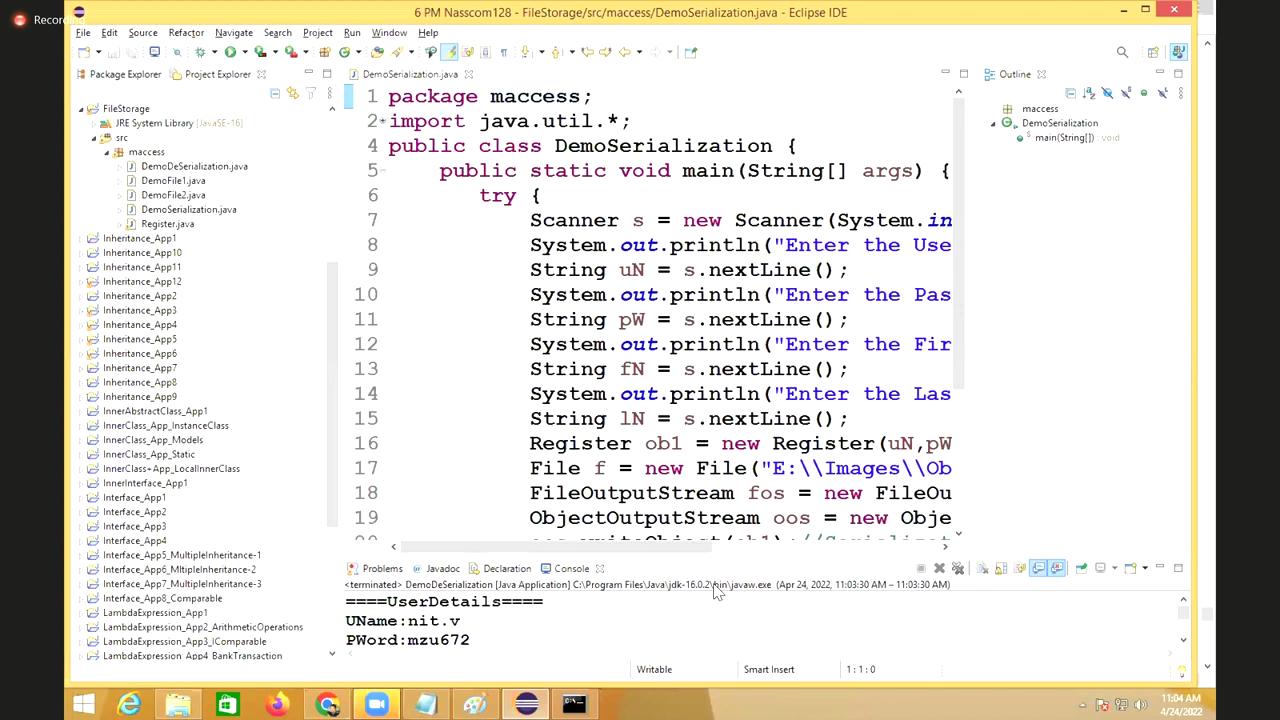 Recording
6 PM Nasscom128 - FileStorage/src/maccess/DemoSerialization.java - Eclipse IDE
File Edit Source Refactor Navigate Search Project Run Window Help
Package Explorer Project Explorer
FileStorage
JRE System Library [JavaSE-16]
src
maccess
DemoDeSerialization.java
DemoFile1.java
DemoFile2.java
DemoSerialization.java
Register.java
Inheritance_App1
Inheritance_App10
Inheritance_App11
Inheritance_App12
Inheritance_App2
Inheritance_App3
Inheritance_App4
Inheritance_App5
Inheritance_App6
Inheritance_App7
Inheritance_App8
Inheritance_App9
InnerAbstractClass_App1
InnerClass_App_InstanceClass
InnerClass_App_Models
InnerClass_App_Static
InnerClass+App_LocalInnerClass
InnerInterface_App1
Interface_App1
Interface_App2
Interface_App3
Interface_App4
Interface_App5_MultipleInheritance-1
Interface_App6_MltipleInheritance-2
Interface_App7_MultipleInheritance-3
Interface_App8_Comparable
LambdaExpression_App1
LambdaExpression_App2_ArithmeticOperations
LambdaExpression_App3_IComparable
LambdaExpression_App4_BankTransaction
DemoSerialization.java
1 package maccess;
2 import java.util.*;
4 public class DemoSerialization {
5 public static void main(String[] args) {
6 try {
7 Scanner s = new Scanner(System.in
8 System.out.println("Enter the Use
9 String uN = s.nextLine();
10 System.out.println("Enter the Pas
11 String pW = s.nextLine();
12 System.out.println("Enter the Fir
13 String fN = s.nextLine();
14 System.out.println("Enter the Las
15 String lN = s.nextLine();
16 Register ob1 = new Register(uN,pW
17 File f = new File("E:\\Images\\Ob
18 FileOutputStream fos = new FileOu
19 ObjectOutputStream oos = new Obje
20 oos.writeObject(ob1);//Serializat
Outline
maccess
DemoSerialization
main(String[]) : void
Problems Javadoc Declaration Console
<terminated> DemoDeSerialization [Java Application] C:\Program Files\Java\jdk-16.0.2\bin\javaw.exe (Apr 24, 2022, 11:03:30 AM – 11:03:30 AM)
====UserDetails====
UName:nit.v
PWord:mzu672
Writable Smart Insert 1 : 1 : 0
11:04 AM
4/24/2022